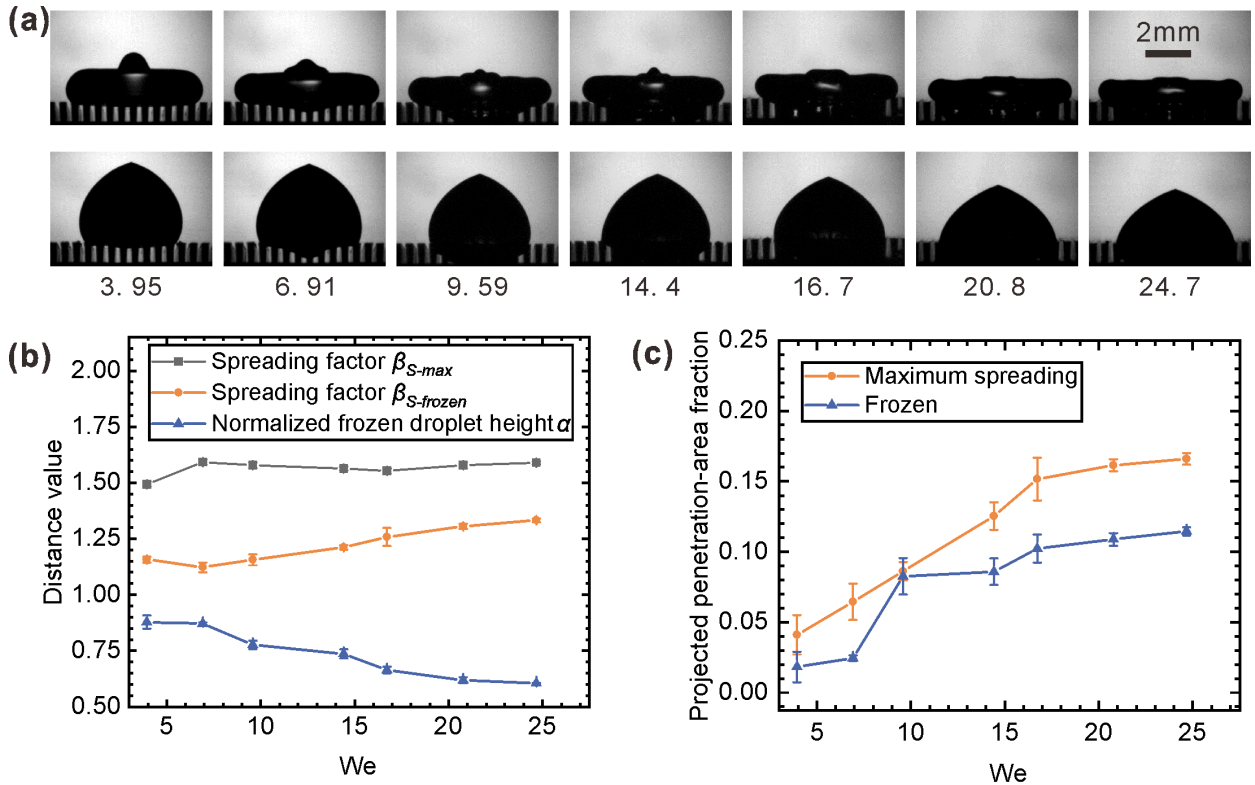 (a)
2mm
3. 95
6. 91
9. 59
14. 4
16. 7
20. 8
24. 7
(b)
Spreading factor βS-max
Spreading factor βS-frozen
Normalized frozen droplet height α
2.00
1.75
1.50
1.25
1.00
0.75
0.50
Distance value
5
10
15
20
25
We
(c)
Maximum spreading
Frozen
0.25
0.20
0.15
0.10
0.05
0.00
Projected penetration-area fraction
5
10
15
20
25
We